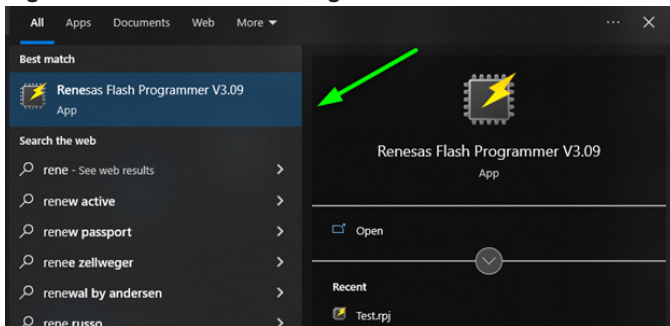 All Apps Documents Web More
Best match
Renesas Flash Programmer V3.09
App
Search the web
rene - See web results
renew active
renew passport
renee zellweger
renewal by andersen
rene russo
Renesas Flash Programmer V3.09
App
Open
Recent
Test.rpj